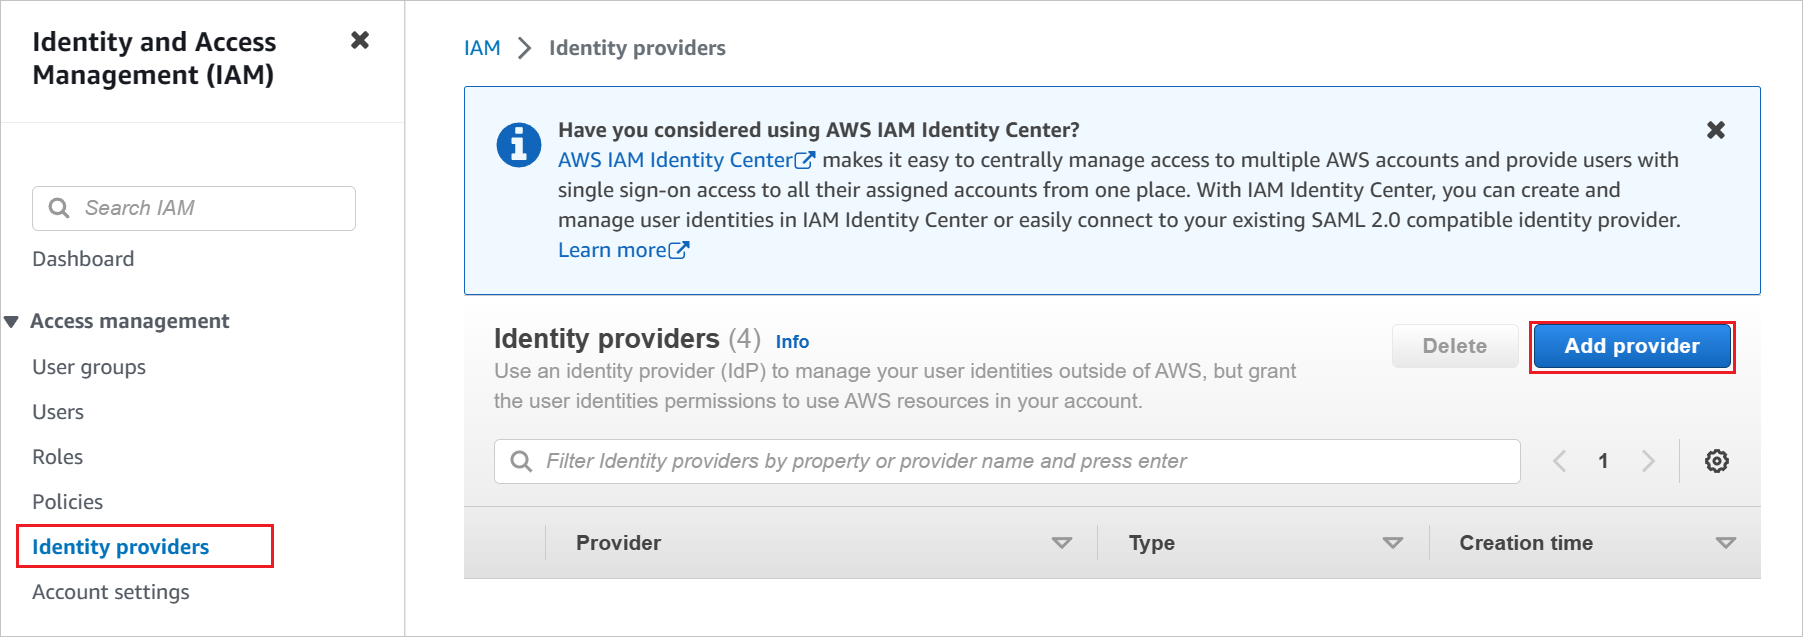 Identity and Access
Management (IAM)
Search IAM
Dashboard
Access management
User groups
Users
Roles
Policies
Identity providers
Account settings
IAM > Identity providers
Have you considered using AWS IAM Identity Center?
AWS IAM Identity Center makes it easy to centrally manage access to multiple AWS accounts and provide users with
single sign-on access to all their assigned accounts from one place. With IAM Identity Center, you can create and
manage user identities in IAM Identity Center or easily connect to your existing SAML 2.0 compatible identity provider.
Learn more
Identity providers (4) Info
Delete
Add provider
Use an identity provider (IdP) to manage your user identities outside of AWS, but grant
the user identities permissions to use AWS resources in your account.
Filter Identity providers by property or provider name and press enter
1
Provider
Type
Creation time